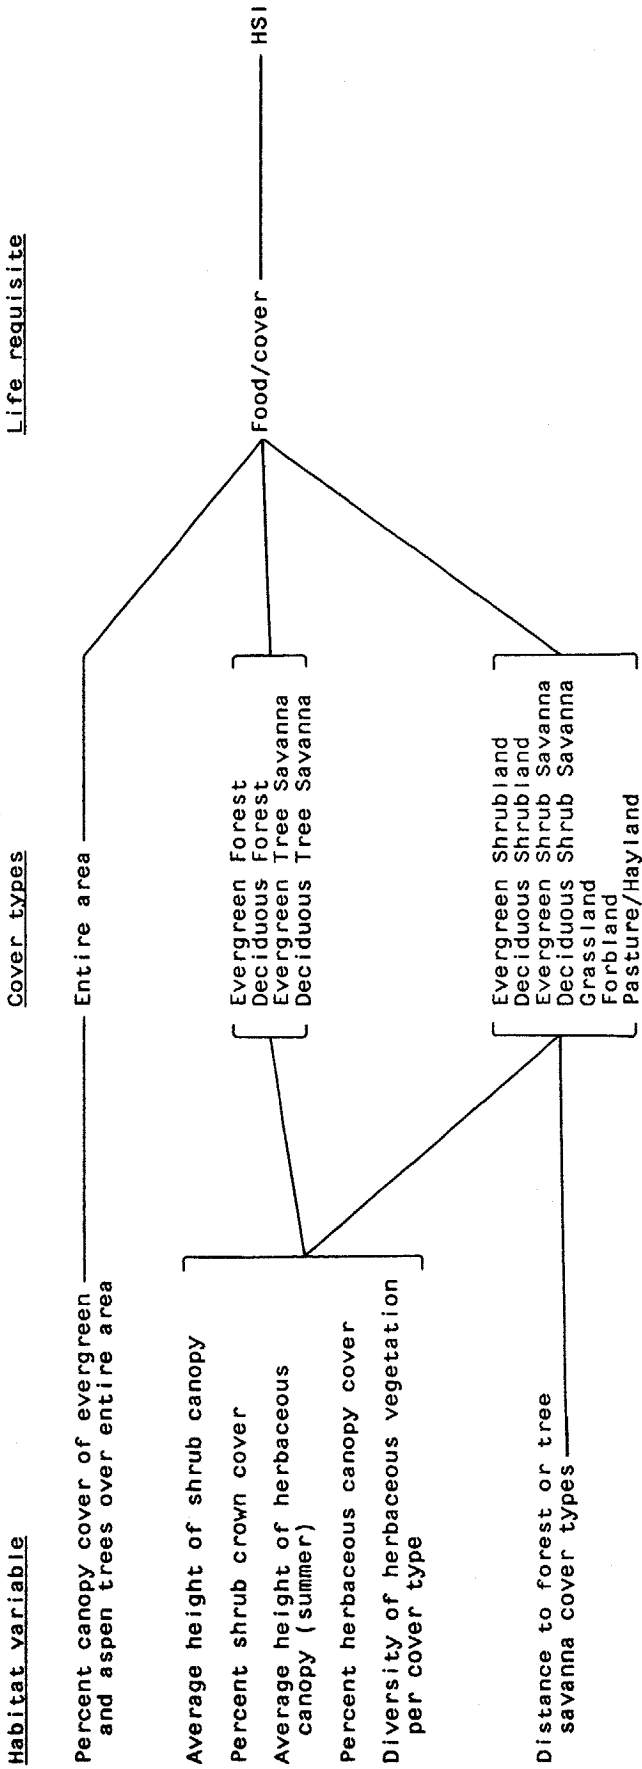 Habitat variable
Cover types
Life requisite
Percent canopy cover of evergreen
and aspen trees over entire area
Entire area
Average height of shrub canopy
Percent shrub crown cover
Average height of herbaceous
canopy (summer)
Percent herbaceous canopy cover
Diversity of herbaceous vegetation
per cover type
Evergreen Forest
Deciduous Forest
Evergreen Tree Savanna
Deciduous Tree Savanna
Food/cover
HSI
Distance to forest or tree
savanna cover types
Evergreen Shrubland
Deciduous Shrubland
Evergreen Shrub Savanna
Deciduous Shrub Savanna
Grassland
Forbland
Pasture/Hayland